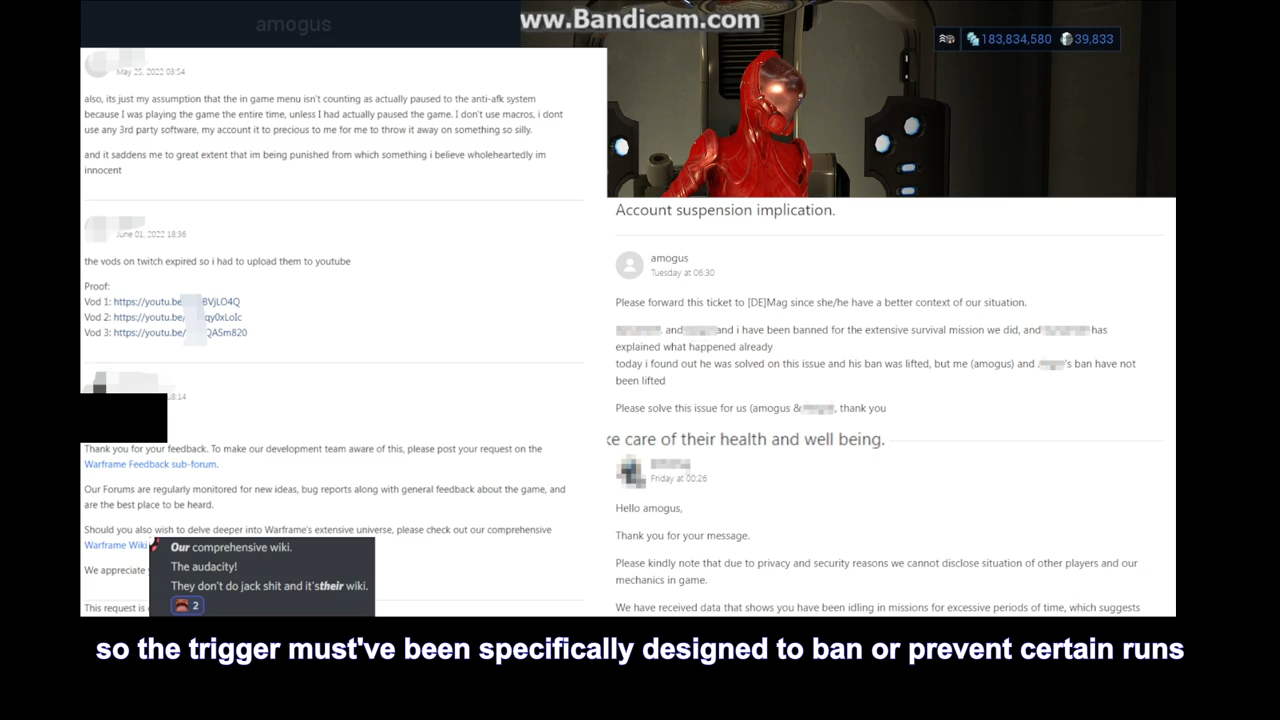 amogus
ww.Bandicam.com
183,834,580
39,833
May 25, 2022 03:54
also, its just my assumption that the in game menu isn't counting as actually paused to the anti-afk system
because I was playing the game the entire time, unless I had actually paused the game. I don't use macros, i dont
use any 3rd party software, my account it to precious to me for me to throw it away on something so silly.
and it saddens me to great extent that im being punished from which something i believe wholeheartedly im
innocent
June 01, 2022 18:36
the vods on twitch expired so i had to upload them to youtube
Proof:
Vod 1: https://youtu.be BVjLO4Q
Vod 2: https://youtu.be/ qy0xLoIc
Vod 3: https://youtu.be/ QASm820
08:14
Thank you for your feedback. To make our development team aware of this, please post your request on the
Warframe Feedback sub-forum.
Our Forums are regularly monitored for new ideas, bug reports along with general feedback about the game, and
are the best place to be heard.
Should you also wish to delve deeper into Warframe's extensive universe, please check out our comprehensive
Warframe Wiki
We appreciate
This request is
Our comprehensive wiki.
The audacity!
They don't do jack shit and it's their wiki.
2
Account suspension implication.
amogus
Tuesday at 06:30
Please forward this ticket to [DE]Mag since she/he have a better context of our situation.
, and and i have been banned for the extensive survival mission we did, and has
explained what happened already
today i found out he was solved on this issue and his ban was lifted, but me (amogus) and 's ban have not
been lifted
Please solve this issue for us (amogus & , thank you
ke care of their health and well being.
Friday at 00:26
Hello amogus,
Thank you for your message.
Please kindly note that due to privacy and security reasons we cannot disclose situation of other players and our
mechanics in game.
We have received data that shows you have been idling in missions for excessive periods of time, which suggests
so the trigger must've been specifically designed to ban or prevent certain runs